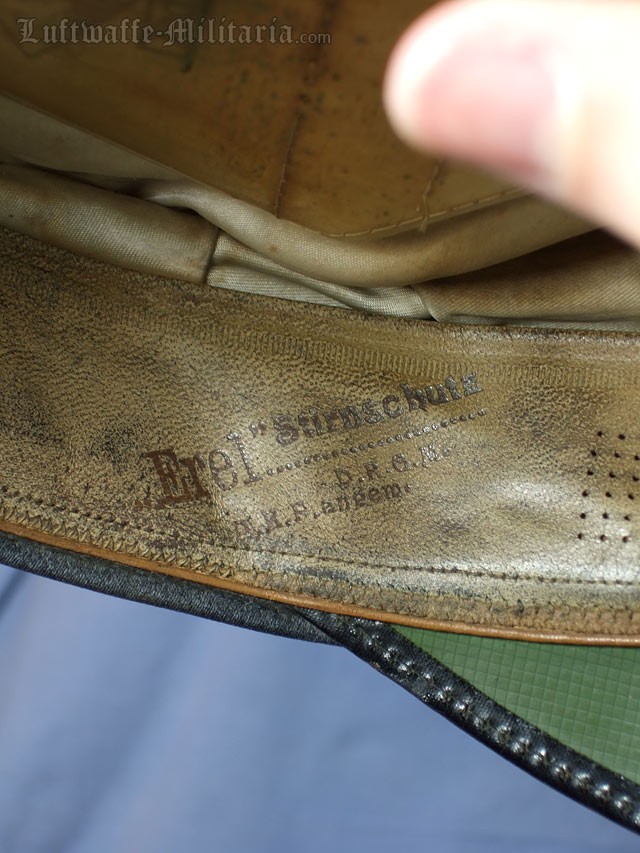 Luftwaffe-Militaria.com
„Erel" Stirnschutz
D.R.G.M.
D.R.P. angem.